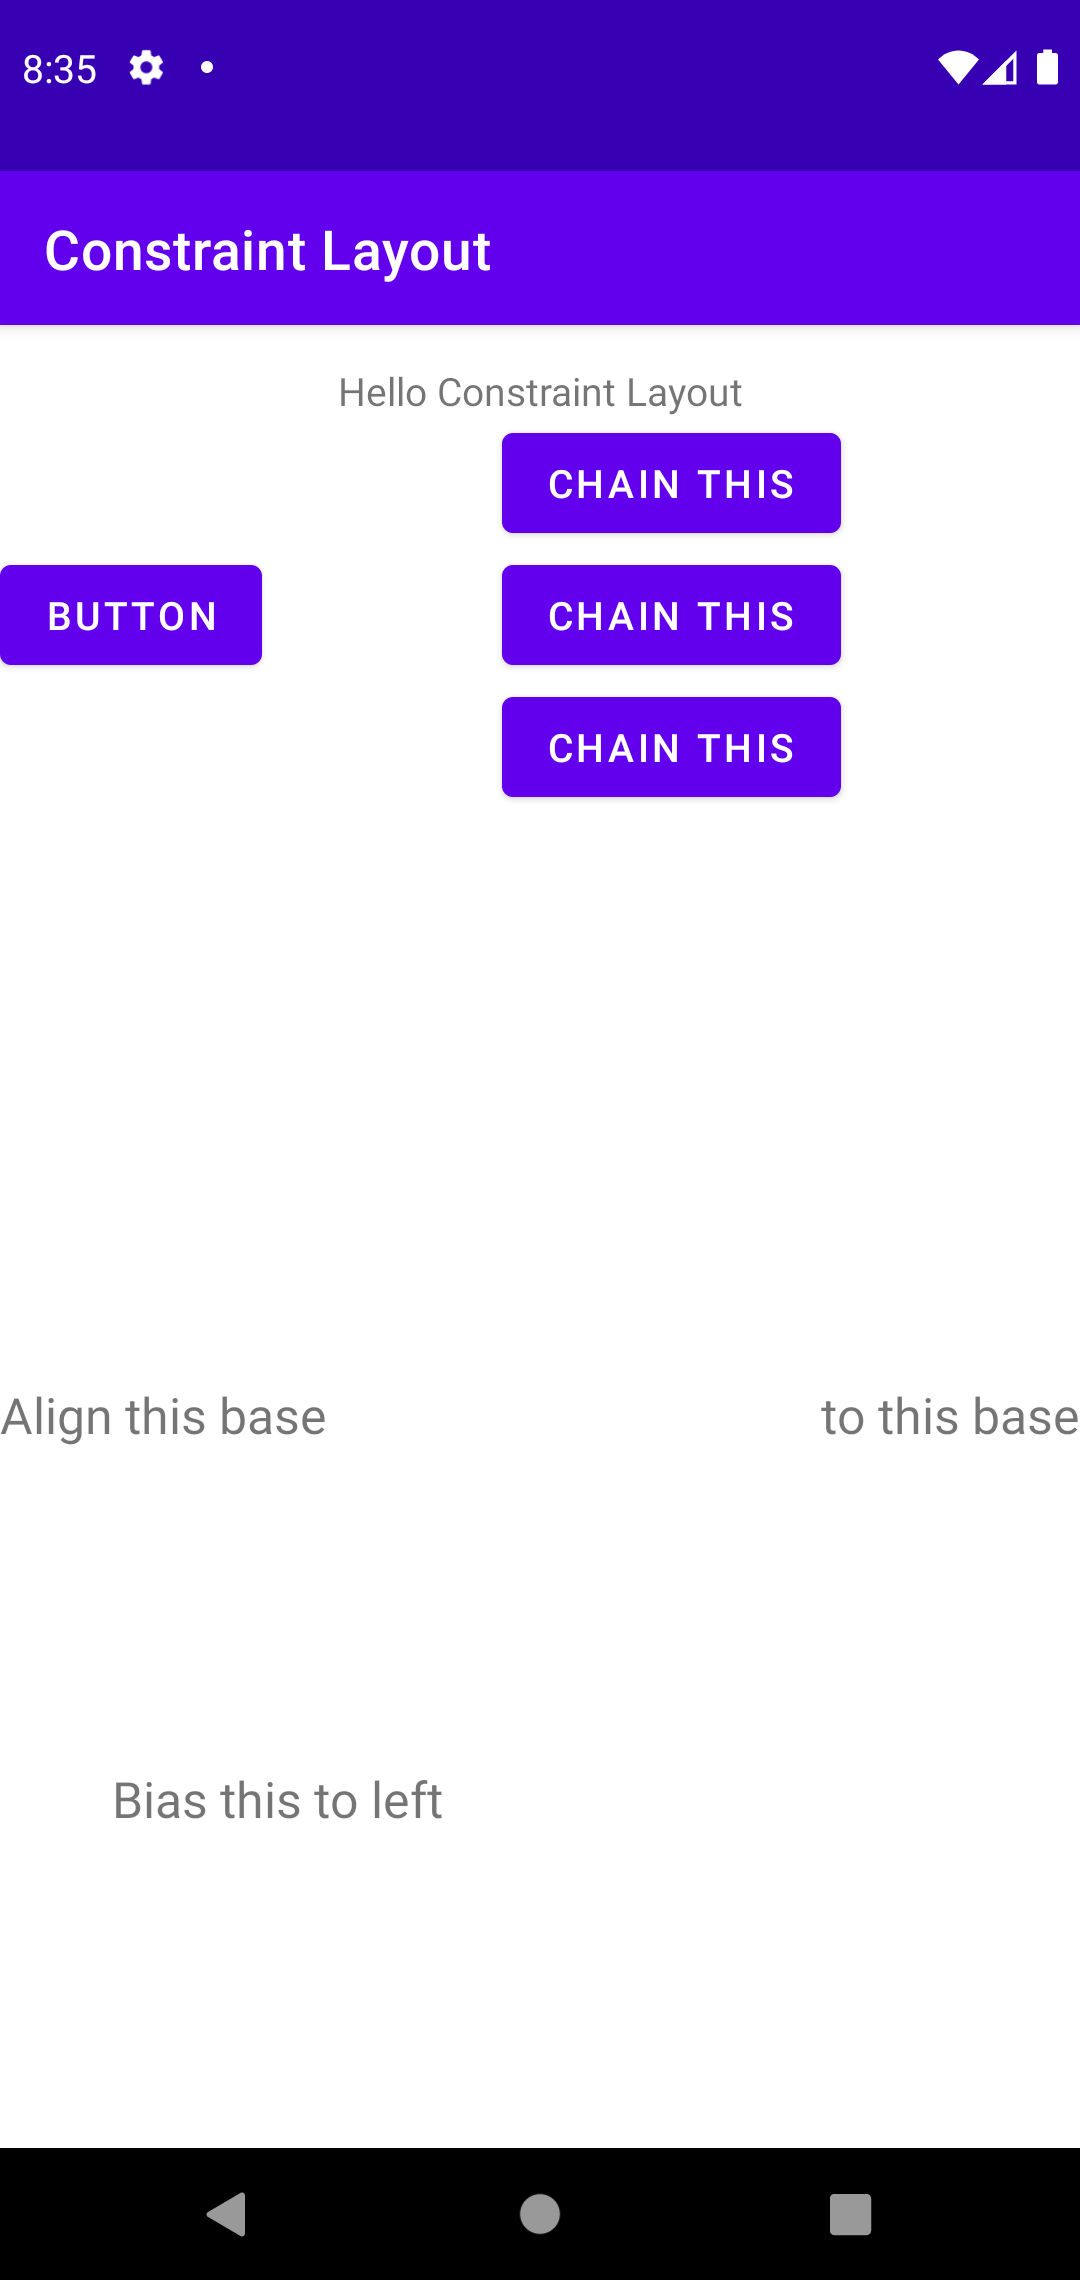 8:35
Constraint Layout
Hello Constraint Layout
CHAIN THIS
BUTTON CHAIN THIS
CHAIN THIS
Align this base to this base
Bias this to left